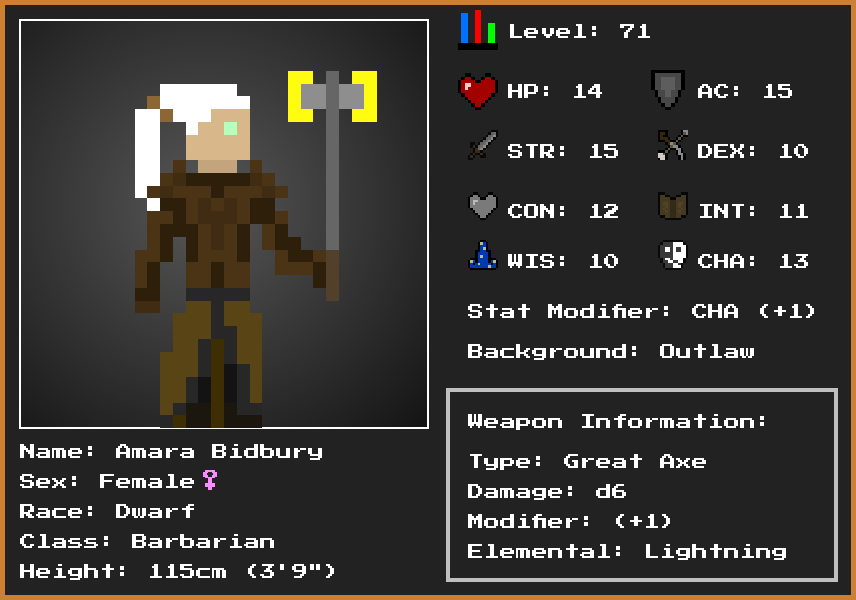 Level: 71
HP: 14 AC: 15
STR: 15 DEX: 10
CON: 12 INT: 11
WIS: 10 CHA: 13
Stat Modifier: CHA (+1)
Background: Outlaw
Weapon Information:
Type: Great Axe
Damage: d6
Modifier: (+1)
Elemental: Lightning
Name: Amara Bidbury
Sex: Female♀
Race: Dwarf
Class: Barbarian
Height: 115cm (3'9")